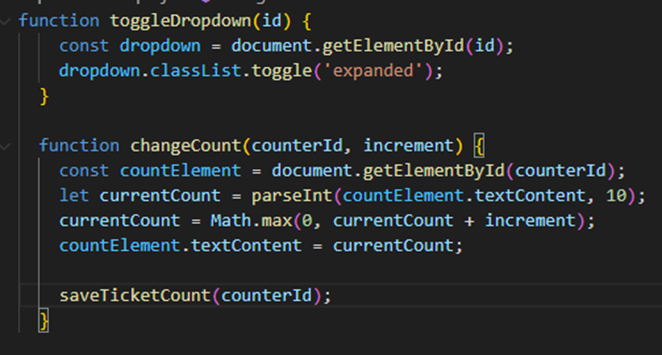 function toggleDropdown(id) {
const dropdown = document.getElementById(id);
dropdown.classList.toggle('expanded');
}
function changeCount(counterId, increment) {
const countElement = document.getElementById(counterId);
let currentCount = parseInt(countElement.textContent, 10);
currentCount = Math.max(0, currentCount + increment);
countElement.textContent = currentCount;
saveTicketCount(counterId);
}